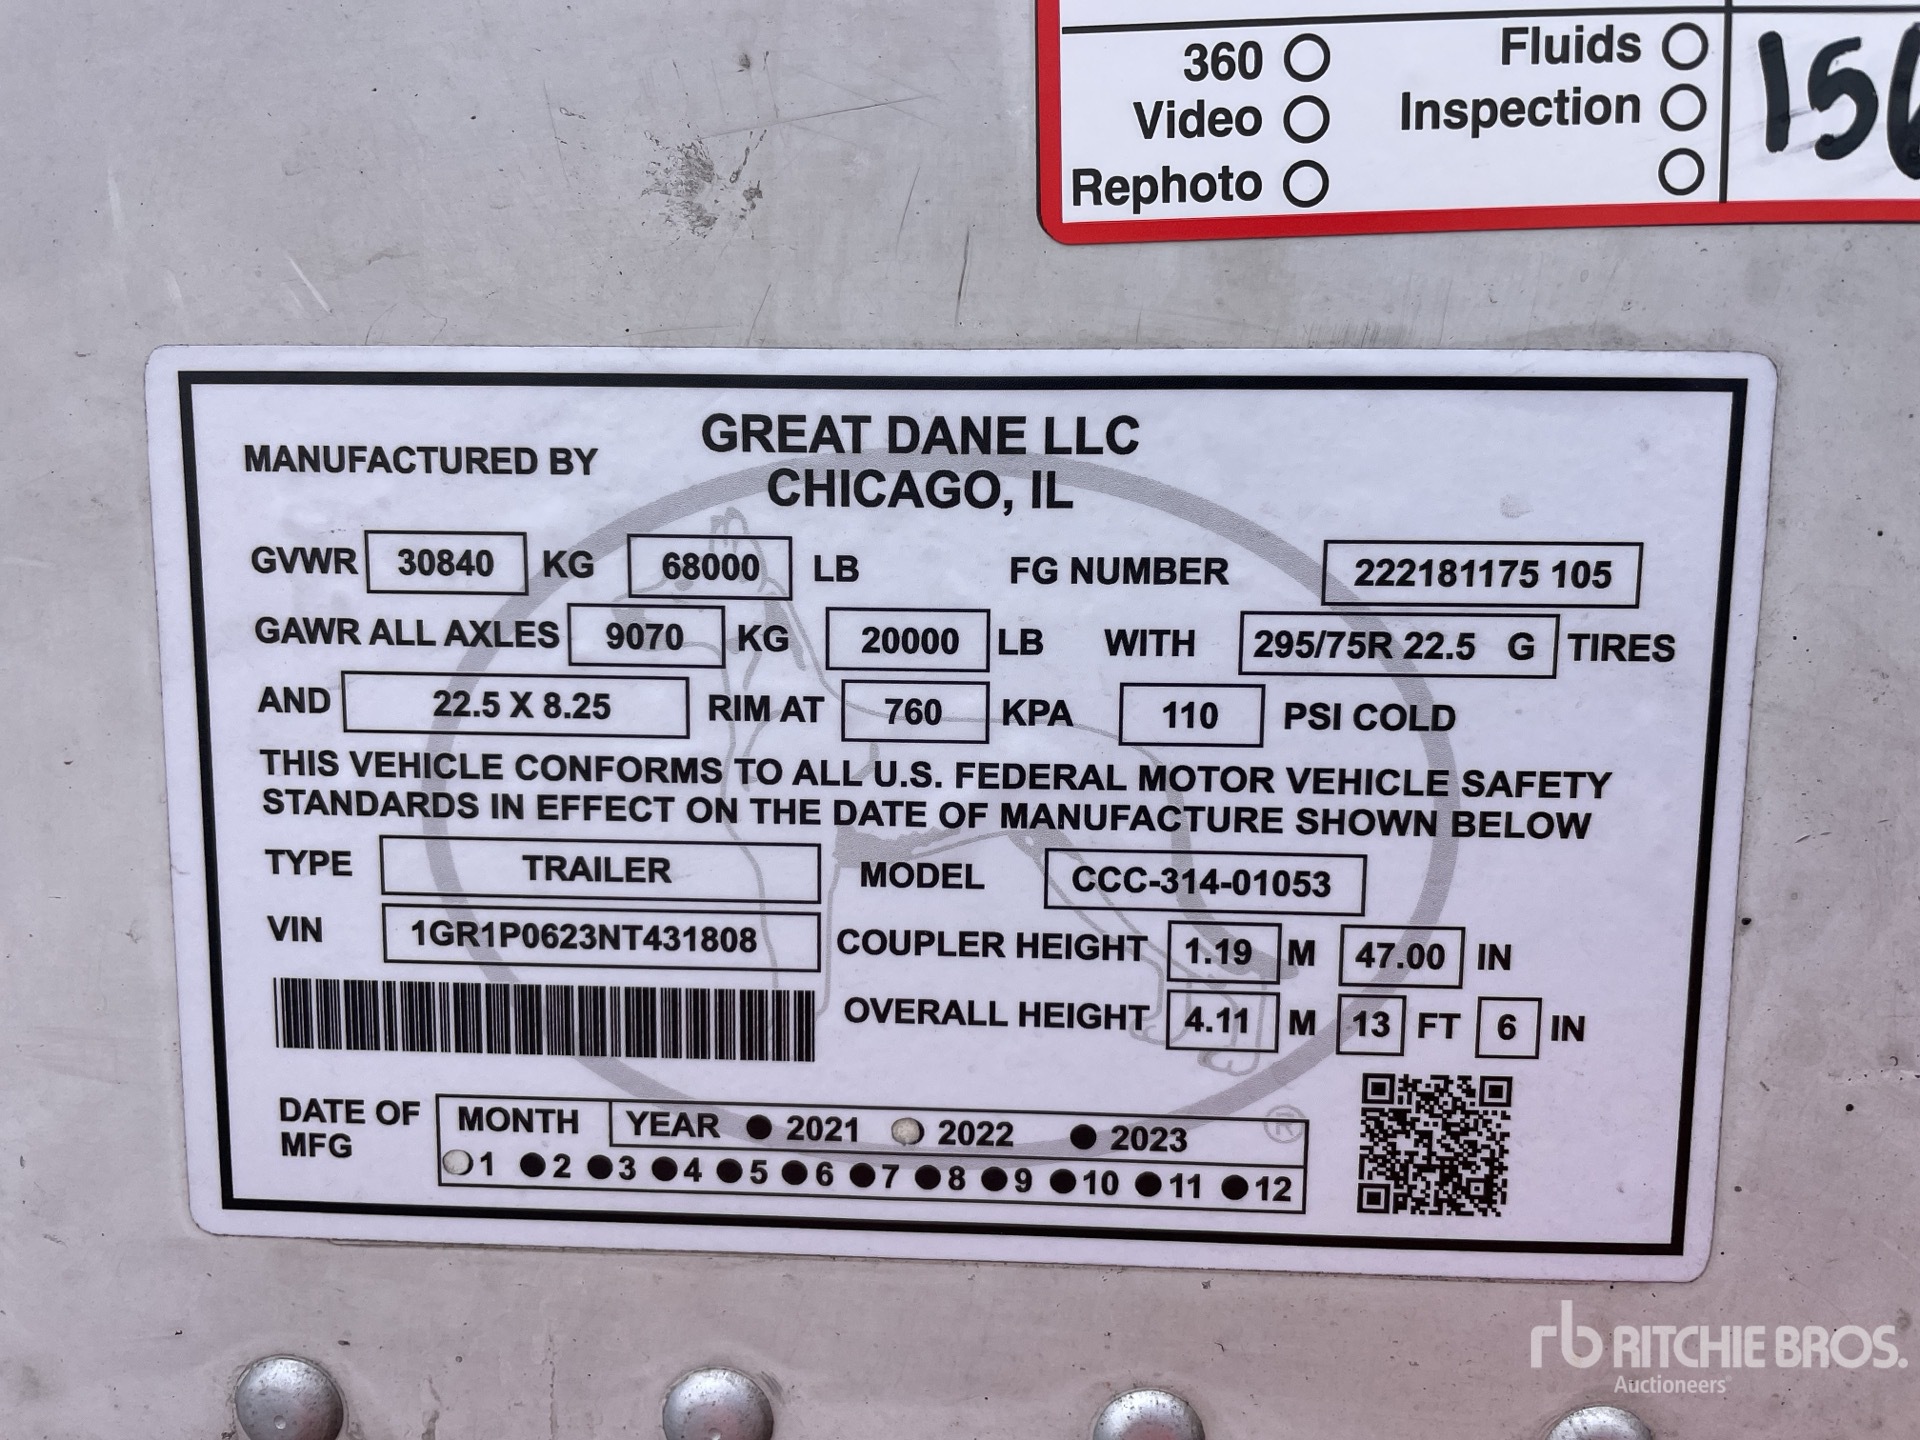 360 Fluids
Video Inspection
Rephoto
MANUFACTURED BY GREAT DANE LLC
CHICAGO, IL
GVWR 30840 KG 68000 LB FG NUMBER 222181175 105
GAWR ALL AXLES 9070 KG 20000 LB WITH 295/75R 22.5 G TIRES
AND 22.5 X 8.25 RIM AT 760 KPA 110 PSI COLD
THIS VEHICLE CONFORMS TO ALL U.S. FEDERAL MOTOR VEHICLE SAFETY
STANDARDS IN EFFECT ON THE DATE OF MANUFACTURE SHOWN BELOW
TYPE TRAILER MODEL CCC-314-01053
VIN 1GR1P0623NT431808 COUPLER HEIGHT 1.19 M 47.00 IN
OVERALL HEIGHT 4.11 M 13 FT 6 IN
DATE OF MFG MONTH YEAR 2021 2022 2023
1 2 3 4 5 6 7 8 9 10 11 12
®
rb RITCHIE BROS.
Auctioneers